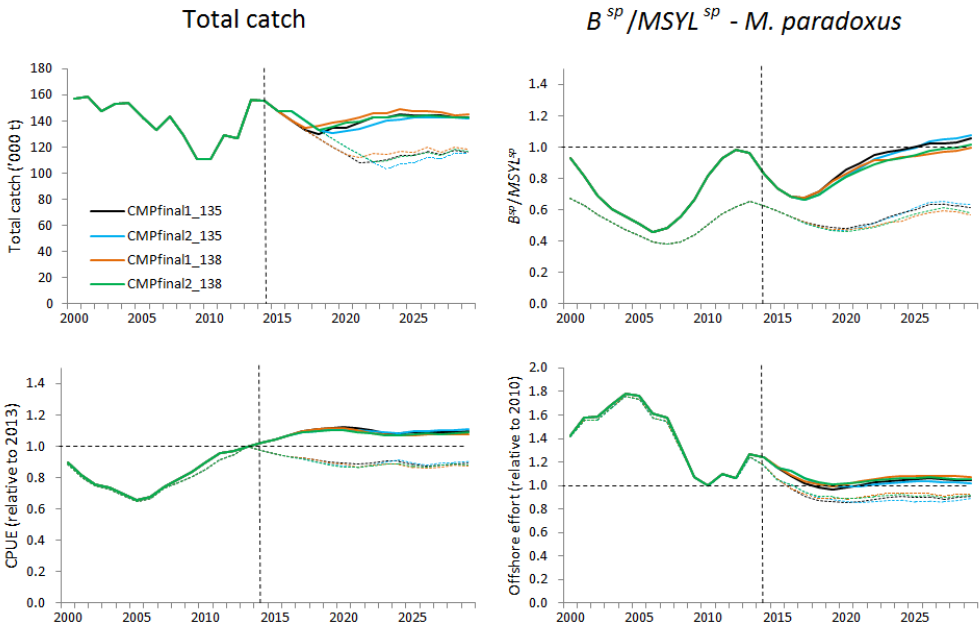 Total catch
B sp /MSYL sp - M. paradoxus
Total catch ('000 t)
180
160
140
120
100
80
60
40
20
0
2000 2005 2010 2015 2020 2025
CMPfinal1_135
CMPfinal2_135
CMPfinal1_138
CMPfinal2_138
B sp/MSYL sp
1.4
1.2
1.0
0.8
0.6
0.4
0.2
0.0
2000 2005 2010 2015 2020 2025
CPUE (relative to 2013)
1.4
1.2
1.0
0.8
0.6
0.4
0.2
0.0
2000 2005 2010 2015 2020 2025
Offshore effort (relative to 2010)
2.0
1.8
1.6
1.4
1.2
1.0
0.8
0.6
0.4
0.2
0.0
2000 2005 2010 2015 2020 2025